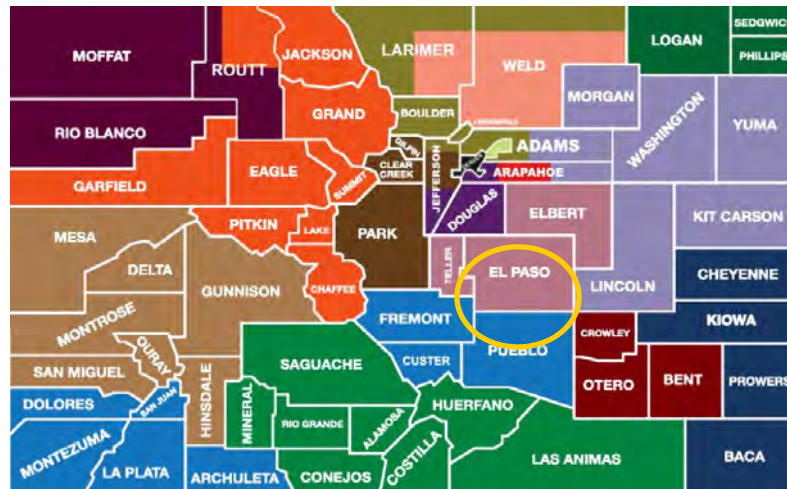 MOFFAT
ROUTT
JACKSON
LARIMER
WELD
LOGAN
SEDGWIC
PHILLIPS
MORGAN
WASHINGTON
YUMA
GRAND
BOULDER
RIO BLANCO
GILPIN
CLEAR
CREEK
JEFFERSON
ADAMS
ARAPAHOE
GARFIELD
EAGLE
SUMMIT
DOUGLAS
ELBERT
KIT CARSON
MESA
PITKIN
LAKE
PARK
TELLER
EL PASO
LINCOLN
CHEYENNE
DELTA
GUNNISON
CHAFFEE
MONTROSE
FREMONT
PUEBLO
CROWLEY
KIOWA
OURAY
SAN MIGUEL
SAGUACHE
CUSTER
OTERO
BENT
PROWERS
DOLORES
SAN JUAN
HINSDALE
MINERAL
RIO GRANDE
ALAMOSA
HUERFANO
MONTEZUMA
LA PLATA
ARCHULETA
CONEJOS
COSTILLA
LAS ANIMAS
BACA